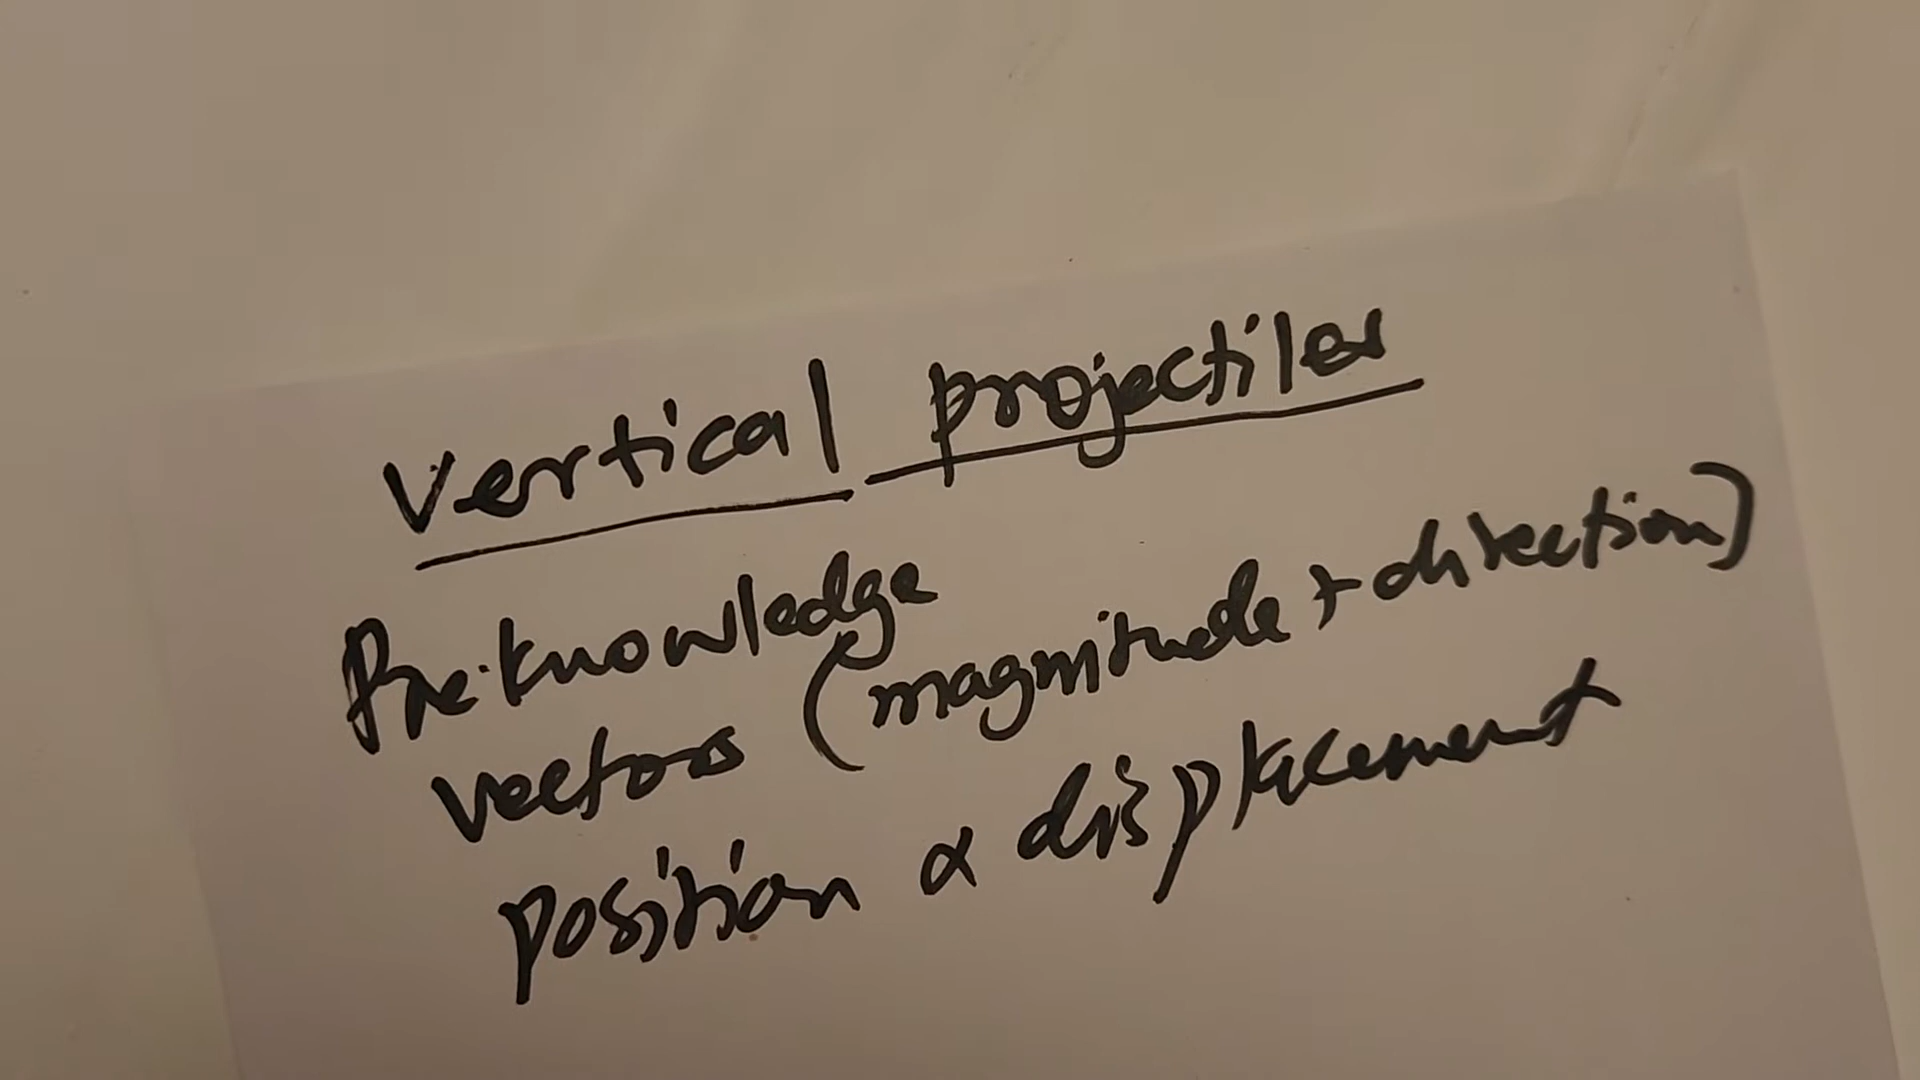 Vertical projectiles
Pre-knowledge
vectors (magnitude + direction)
position & displacement